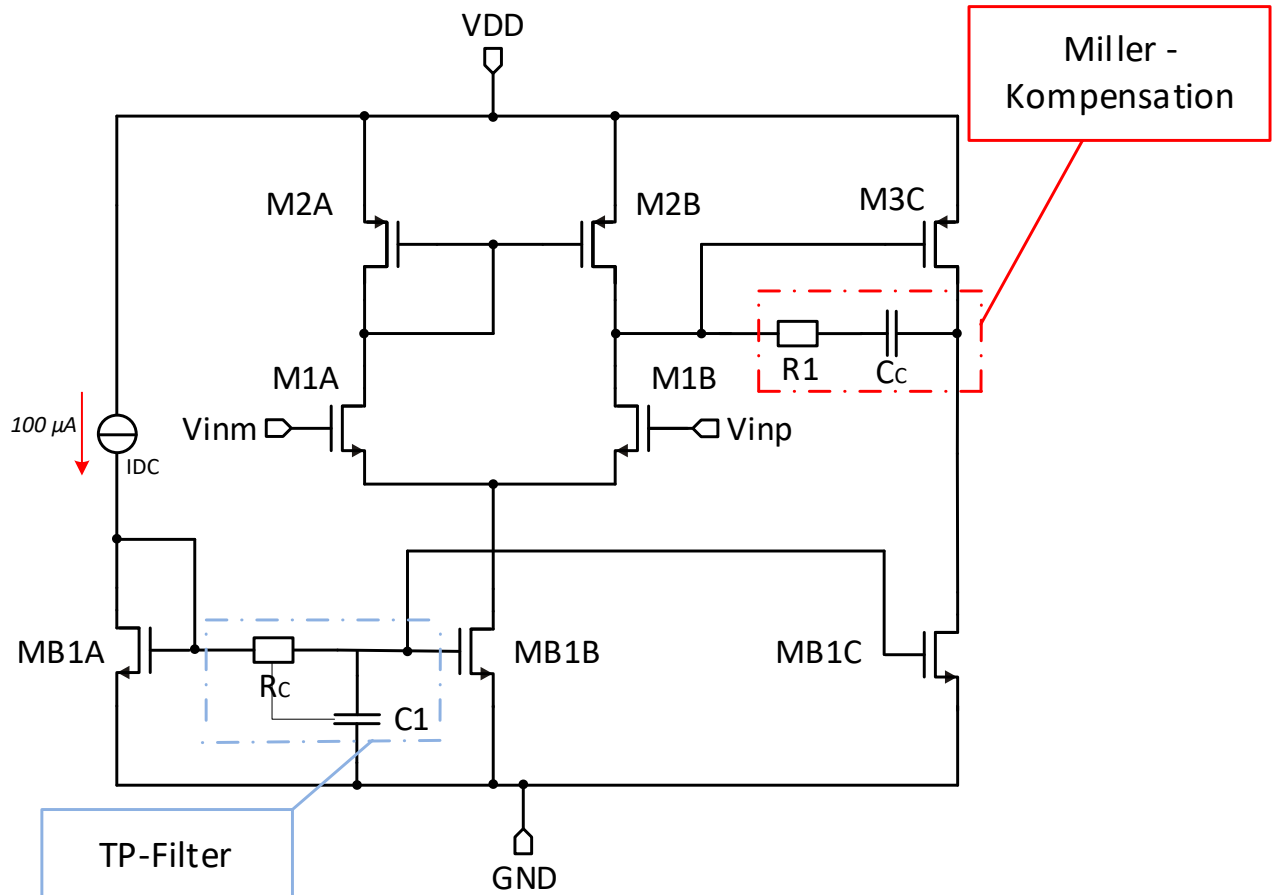 VDD
Miller -
Kompensation
M2A
M2B
M3C
R1
CC
M1A
M1B
100 µA
IDC
Vinm
Vinp
MB1A
RC
C1
MB1B
MB1C
TP-Filter
GND